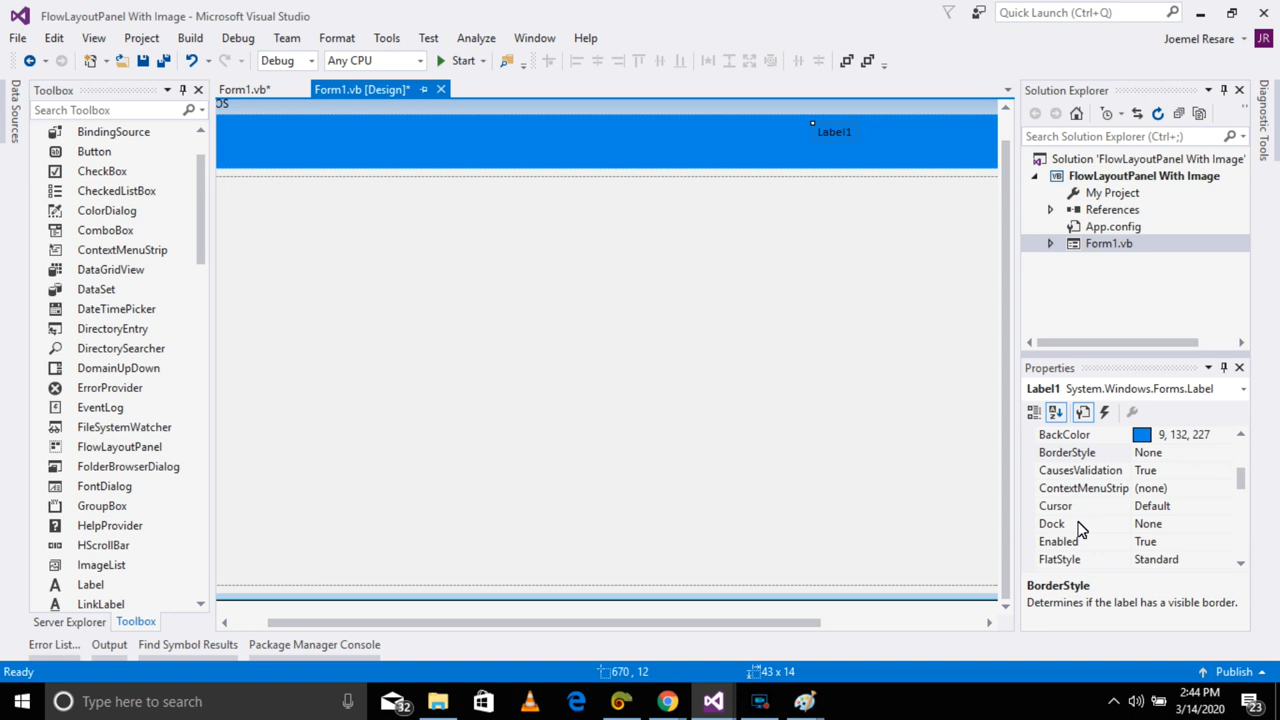 FlowLayoutPanel With Image - Microsoft Visual Studio
Quick Launch (Ctrl+Q)
File Edit View Project Build Debug Team Format Tools Test Analyze Window Help
Joemel Resare JR
Debug Any CPU Start
Data Sources
Toolbox
Search Toolbox
BindingSource
Button
CheckBox
CheckedListBox
ColorDialog
ComboBox
ContextMenuStrip
DataGridView
DataSet
DateTimePicker
DirectoryEntry
DirectorySearcher
DomainUpDown
ErrorProvider
EventLog
FileSystemWatcher
FlowLayoutPanel
FolderBrowserDialog
FontDialog
GroupBox
HelpProvider
HScrollBar
ImageList
Label
LinkLabel
Server Explorer Toolbox
Form1.vb* Form1.vb [Design]*
OS
Label1
Solution Explorer
Search Solution Explorer (Ctrl+;)
Solution 'FlowLayoutPanel With Image'
FlowLayoutPanel With Image
My Project
References
App.config
Form1.vb
Diagnostic Tools
Properties
Label1 System.Windows.Forms.Label
BackColor 9, 132, 227
BorderStyle None
CausesValidation True
ContextMenuStrip (none)
Cursor Default
Dock None
Enabled True
FlatStyle Standard
BorderStyle
Determines if the label has a visible border.
Error List... Output Find Symbol Results Package Manager Console
Ready 670 , 12 43 x 14 Publish
Type here to search
32
2:44 PM
3/14/2020
23